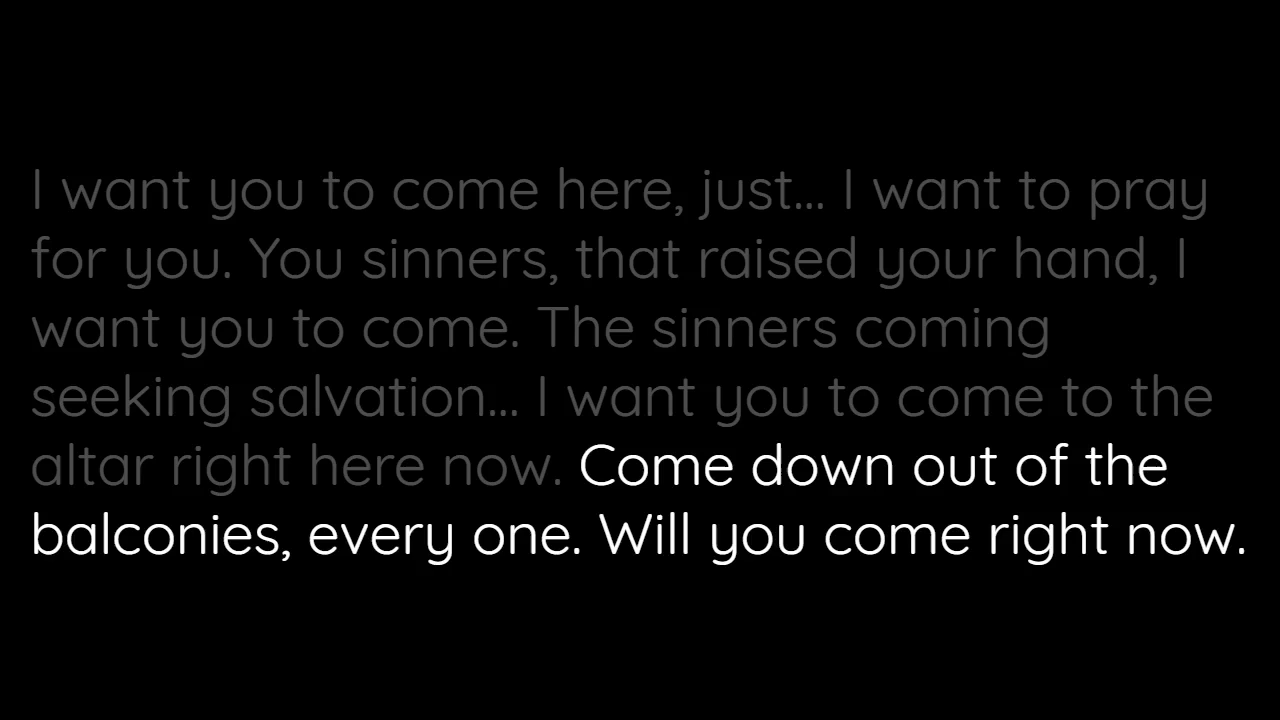 I want you to come here, just... I want to pray
for you. You sinners, that raised your hand, I
want you to come. The sinners coming
seeking salvation... I want you to come to the
altar right here now. Come down out of the
balconies, every one. Will you come right now.